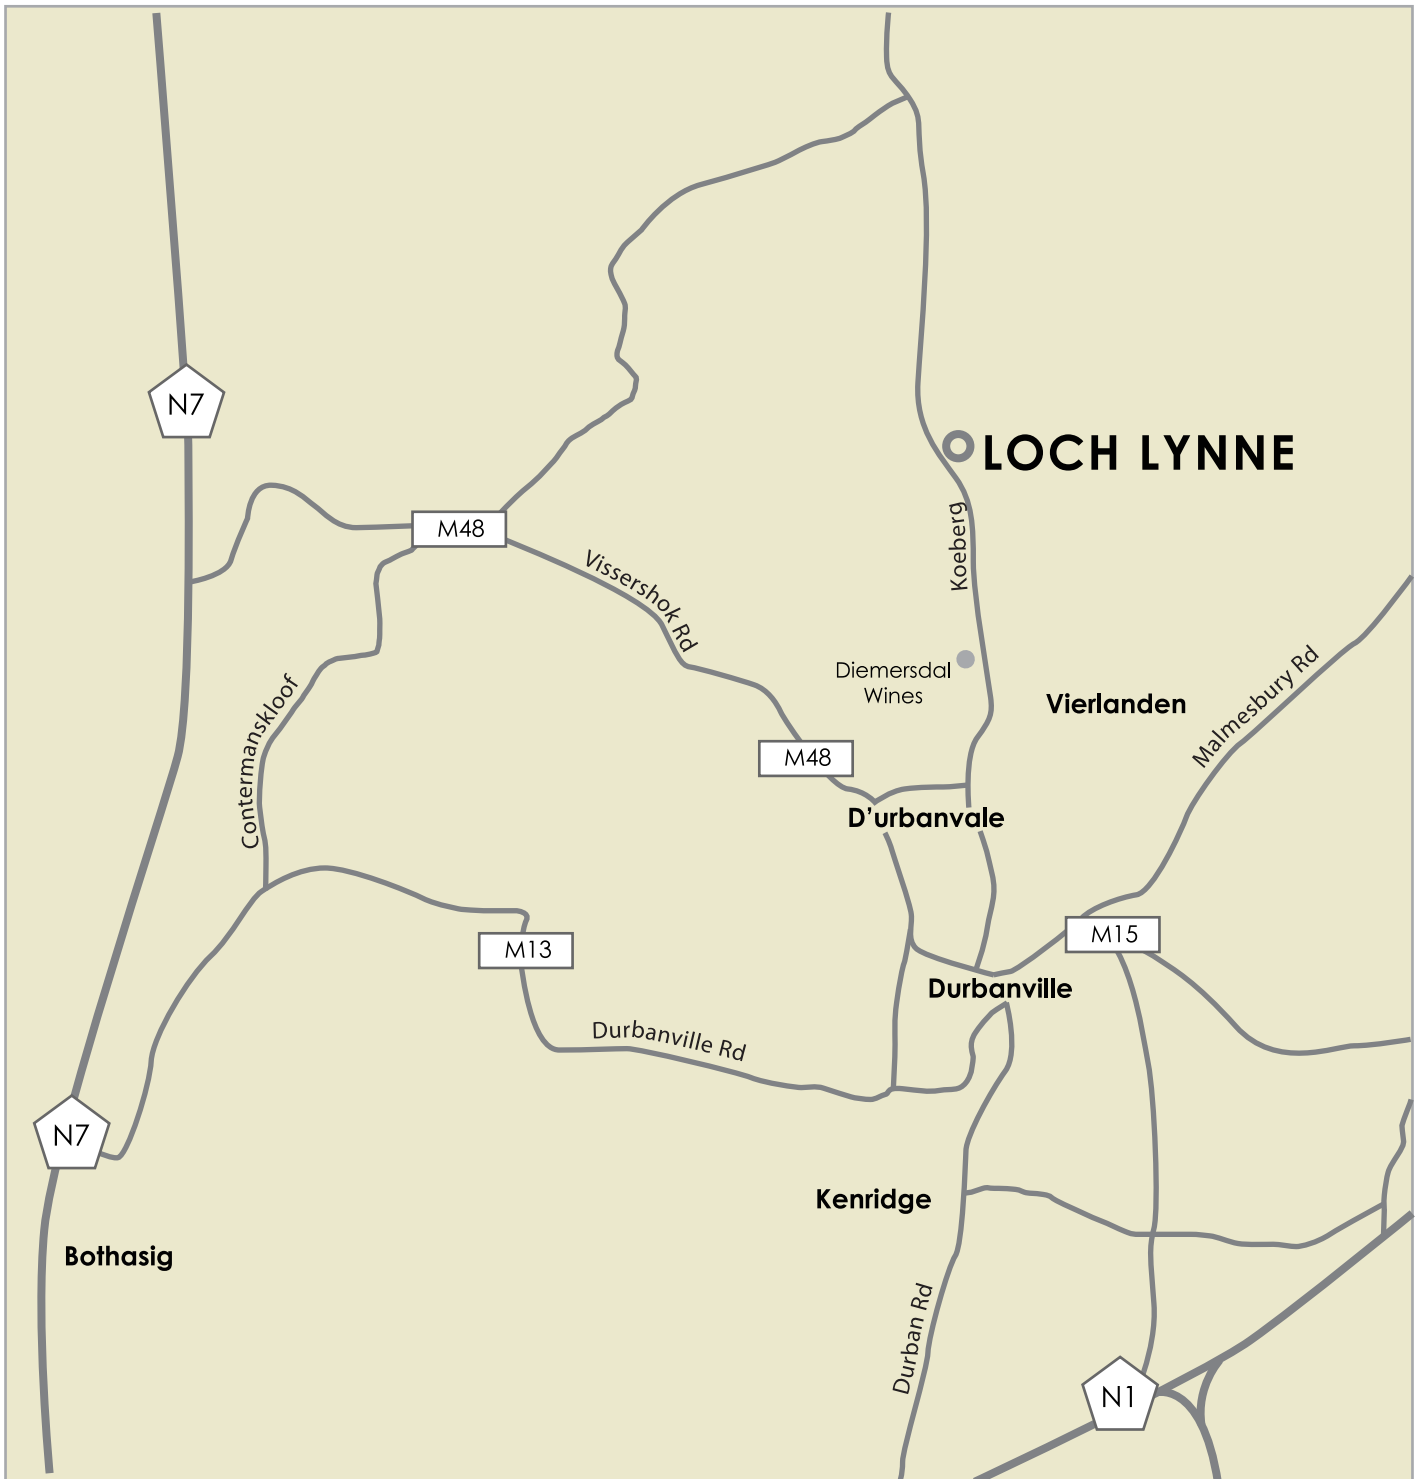 N7
LOCH LYNNE
M48
Koeberg
Vissershok Rd
Diemersdal
Wines
Vierlanden
Malmesbury Rd
Contermanskloof
M48
D'urbanvale
M15
M13
Durbanville
Durbanville Rd
N7
Kenridge
Bothasig
Durban Rd
N1